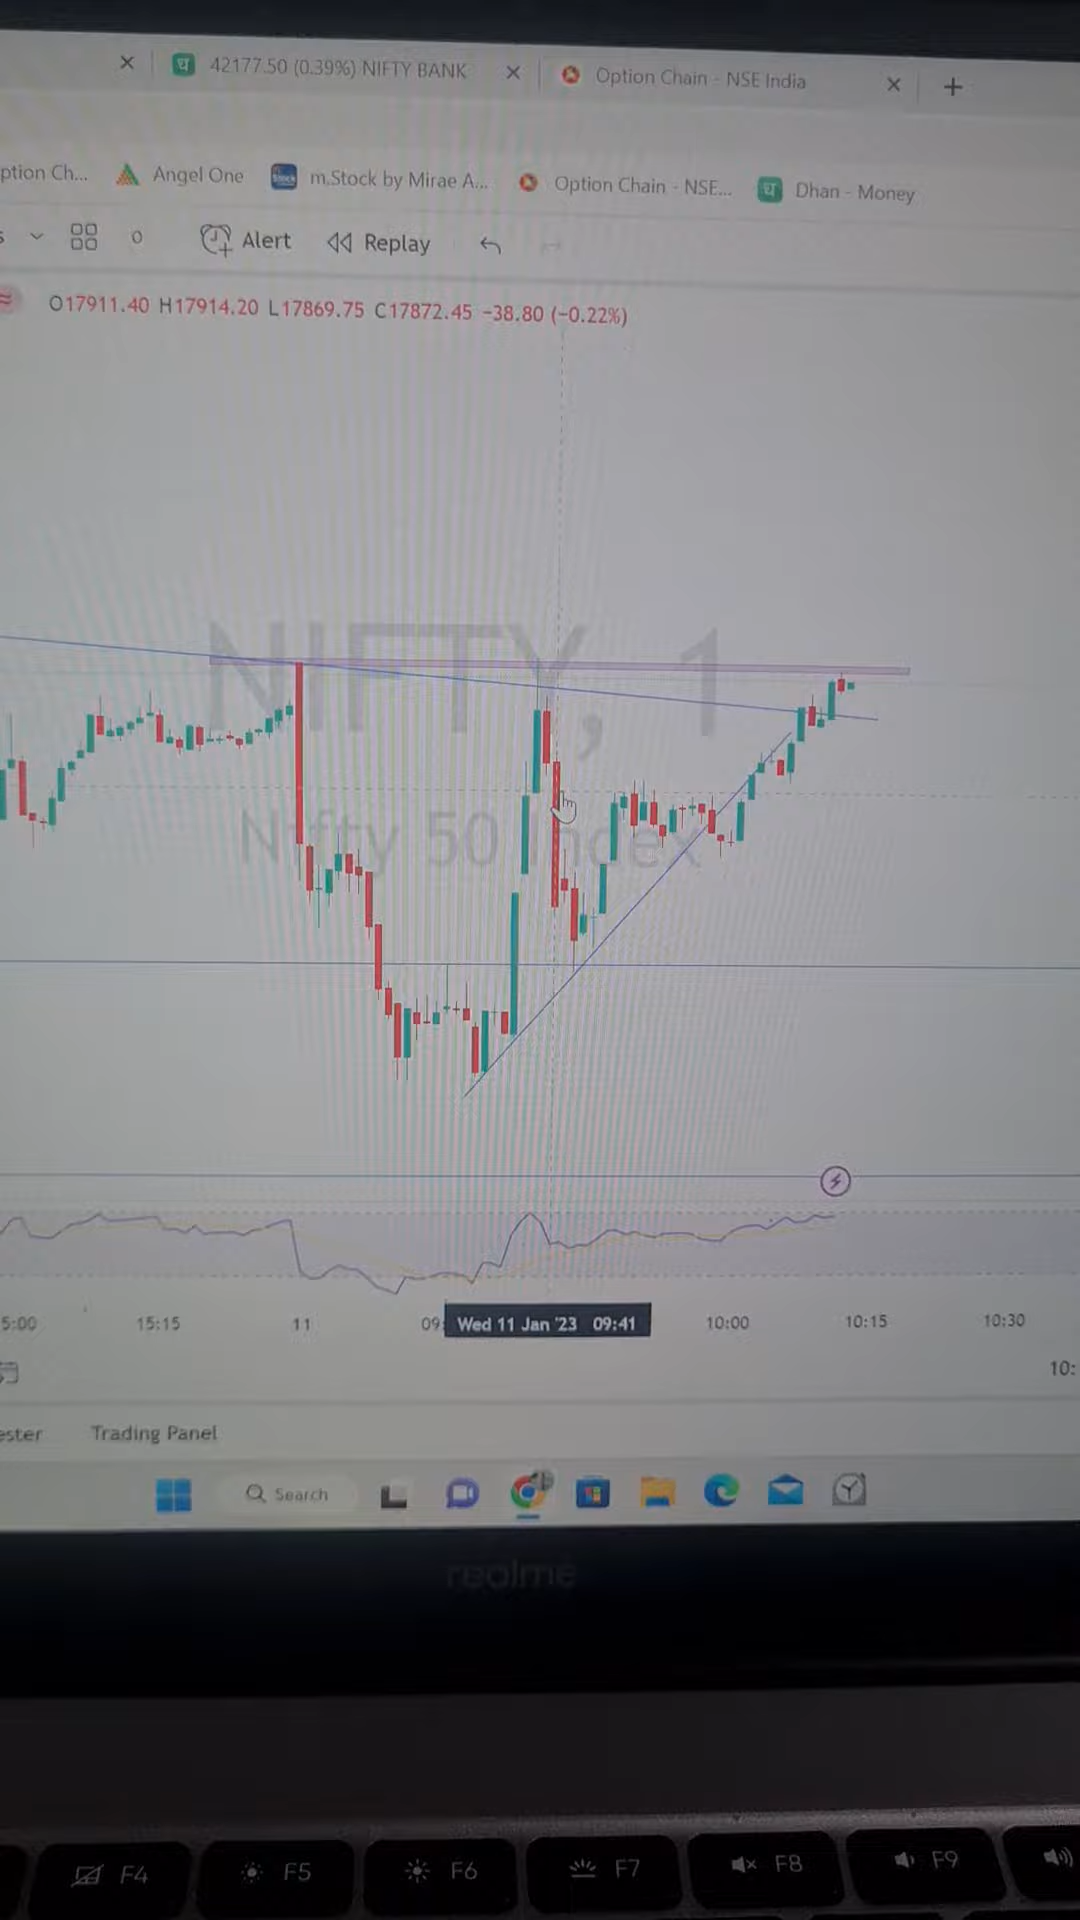 42177.50 (0.39%) NIFTY BANK
Option Chain - NSE India
ption Ch...
Angel One
m.Stock by Mirae A...
Option Chain - NSE...
Dhan - Money
Alert
Replay
O17911.40 H17914.20 L17869.75 C17872.45 −38.80 (−0.22%)
NIFTY, 1
Nifty 50 Index
5:00
15:15
11
09:
Wed 11 Jan '23 09:41
10:00
10:15
10:30
10:
ester
Trading Panel
Search
realme
F4
F5
F6
F7
F8
F9